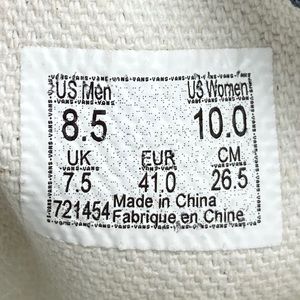 US Men US Women
8.5 10.0
UK EUR CM
7.5 41.0 26.5
721454 Made in China
Fabrique en Chine